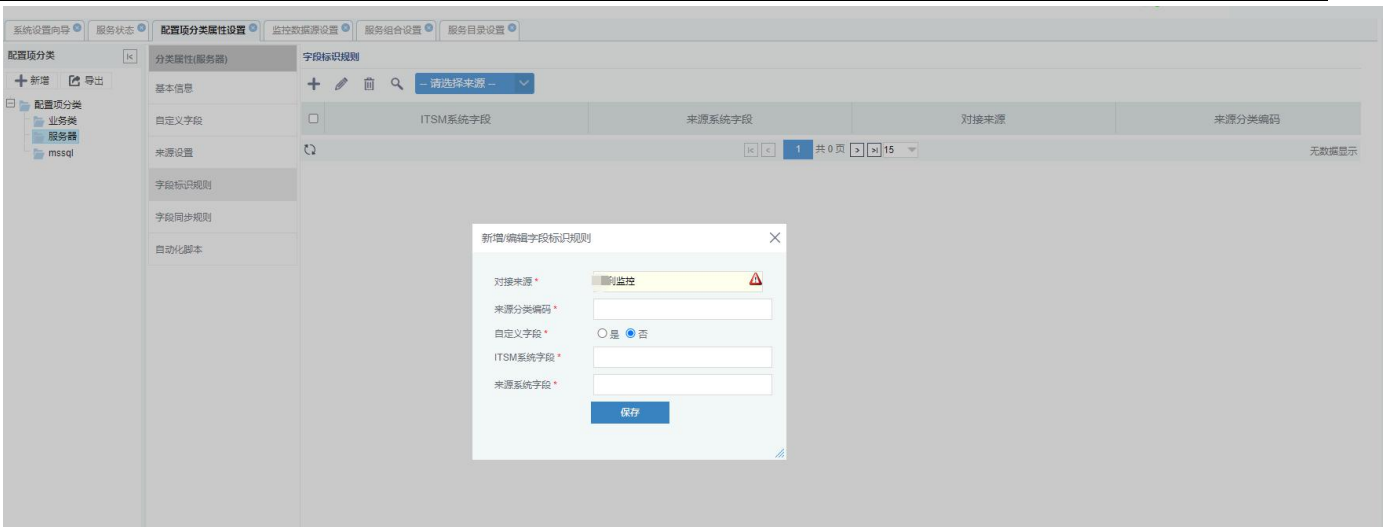 系统设置向导 服务状态 配置项分类属性设置 监控数据源设置 服务组合设置 服务目录设置
配置项分类
新增 导出
配置项分类
业务类
服务器
mssql
分类属性(服务器)
基本信息
自定义字段
来源设置
字段标识规则
字段同步规则
自动化脚本
字段标识规则
-- 请选择来源 --
ITSM系统字段 来源系统字段 对接来源 来源分类编码
1 共 0 页 15 无数据显示
新增/编辑字段标识规则
对接来源 * 监控
来源分类编码 *
自定义字段 * 是 否
ITSM系统字段 *
来源系统字段 *
保存